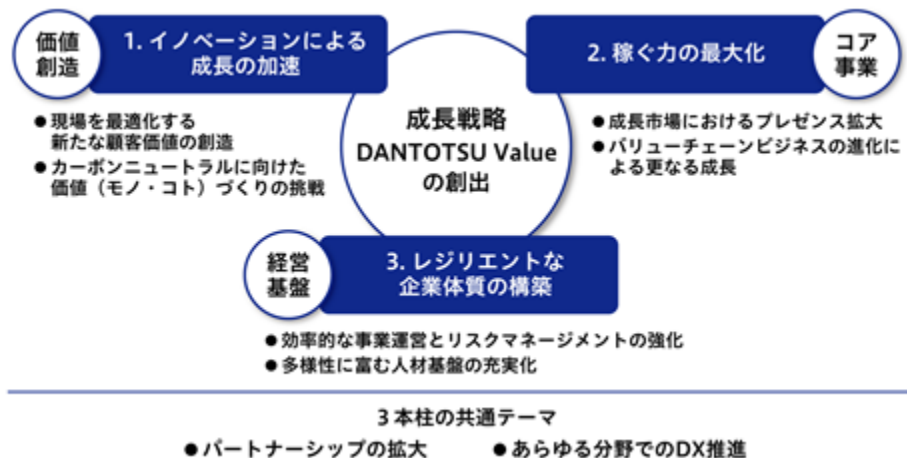 価値
創造
1. イノベーションによる
成長の加速
●現場を最適化する
新たな顧客価値の創造
●カーボンニュートラルに向けた
価値（モノ・コト）づくりの挑戦
成長戦略
DANTOTSU Value
の創出
2. 稼ぐ力の最大化
コア
事業
●成長市場におけるプレゼンス拡大
●バリューチェーンビジネスの進化に
よる更なる成長
経営
基盤
3. レジリエントな
企業体質の構築
●効率的な事業運営とリスクマネージメントの強化
●多様性に富む人材基盤の充実化
3本柱の共通テーマ
●パートナーシップの拡大 ●あらゆる分野でのDX推進